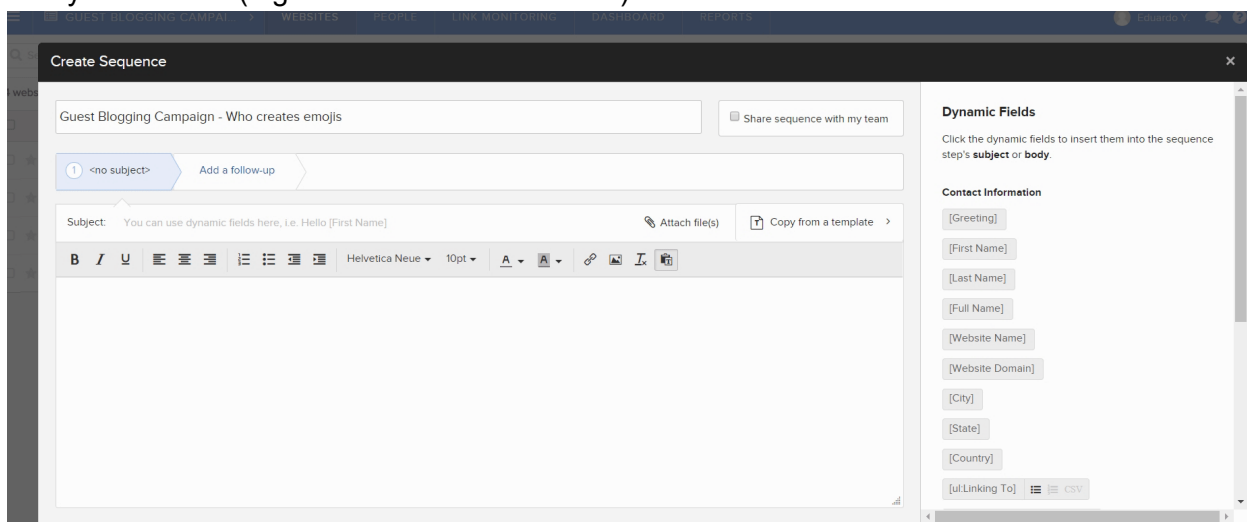 GUEST BLOGGING CAMPAI... > WEBSITES PEOPLE LINK MONITORING DASHBOARD REPORTS Eduardo Y
Create Sequence ×
4 webs
Guest Blogging Campaign - Who creates emojis
Share sequence with my team
1 <no subject> Add a follow-up
Subject: You can use dynamic fields here, i.e. Hello [First Name] Attach file(s) Copy from a template >
B I U Helvetica Neue 10pt A A
Dynamic Fields
Click the dynamic fields to insert them into the sequence
step's subject or body.
Contact Information
[Greeting]
[First Name]
[Last Name]
[Full Name]
[Website Name]
[Website Domain]
[City]
[State]
[Country]
[ul:Linking To] CSV